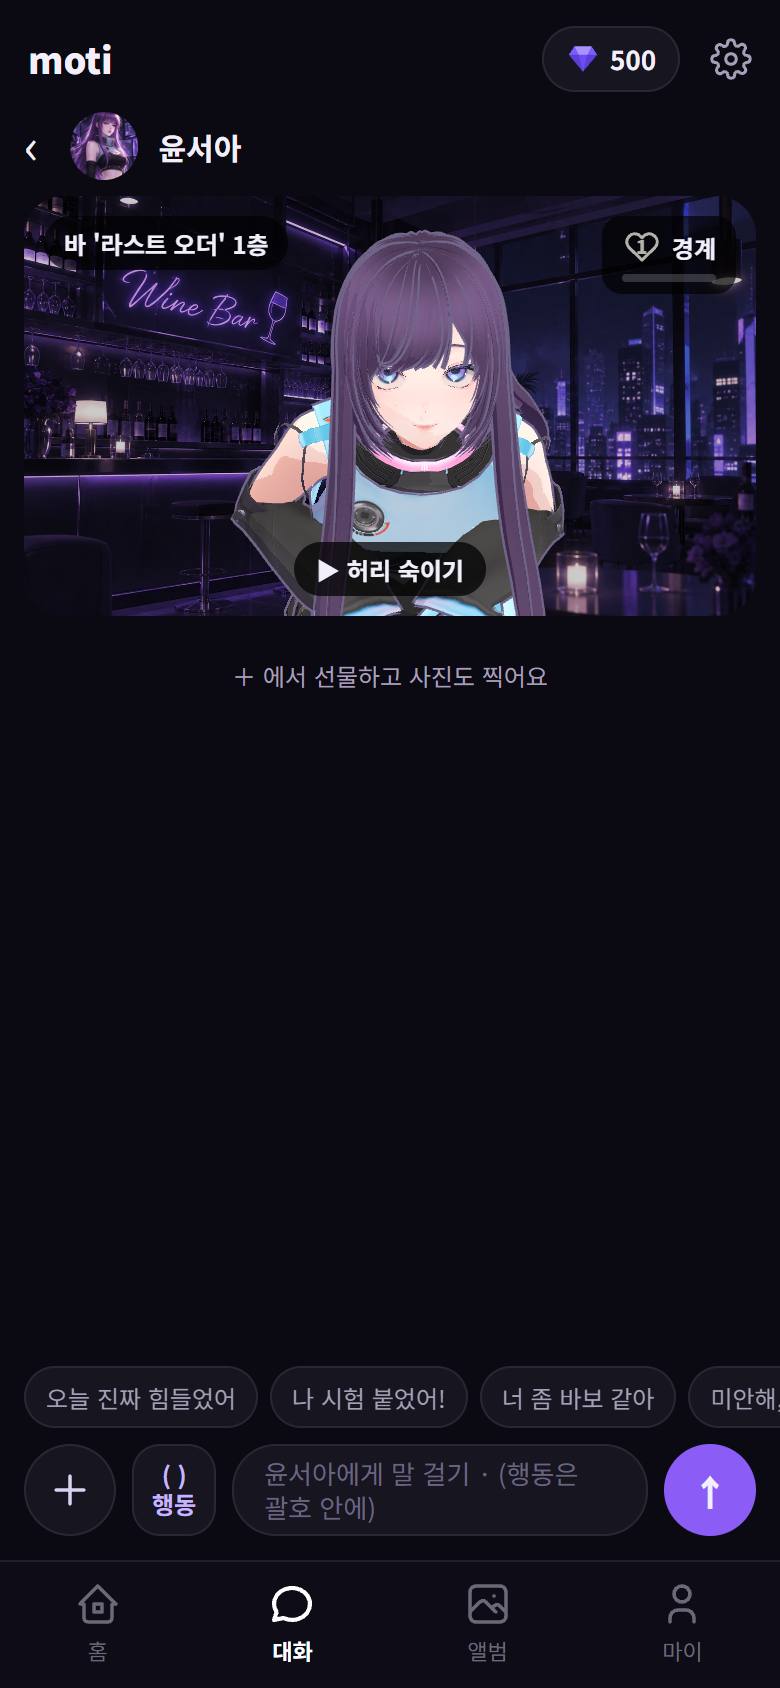 moti
500
윤서아
바 '라스트 오더' 1층
1 경계
Wine Bar
▶ 허리 숙이기
+ 에서 선물하고 사진도 찍어요
오늘 진짜 힘들었어
나 시험 붙었어!
너 좀 바보 같아
미안해,
( )
행동
윤서아에게 말 걸기 · (행동은
괄호 안에)
홈
대화
앨범
마이